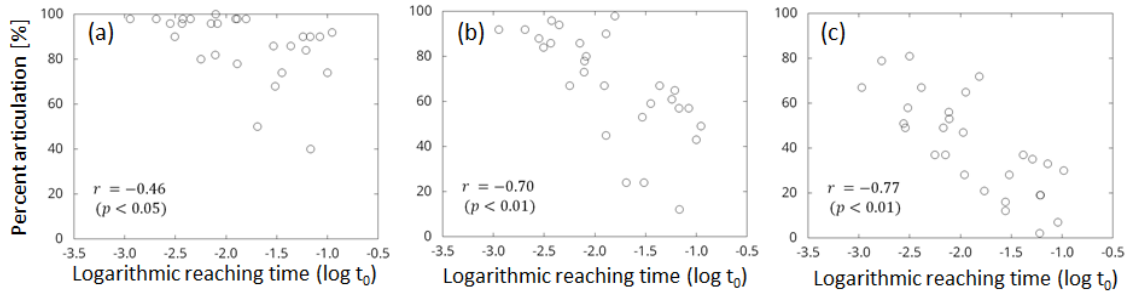 Percent articulation [%]
100
80
60
40
20
0
(a)
r = −0.46
(p < 0.05)
-3.5 -3.0 -2.5 -2.0 -1.5 -1.0 -0.5
Logarithmic reaching time (log t₀)
100
80
60
40
20
0
(b)
r = −0.70
(p < 0.01)
-3.5 -3.0 -2.5 -2.0 -1.5 -1.0 -0.5
Logarithmic reaching time (log t₀)
100
80
60
40
20
0
(c)
r = −0.77
(p < 0.01)
-3.5 -3.0 -2.5 -2.0 -1.5 -1.0 -0.5
Logarithmic reaching time (log t₀)